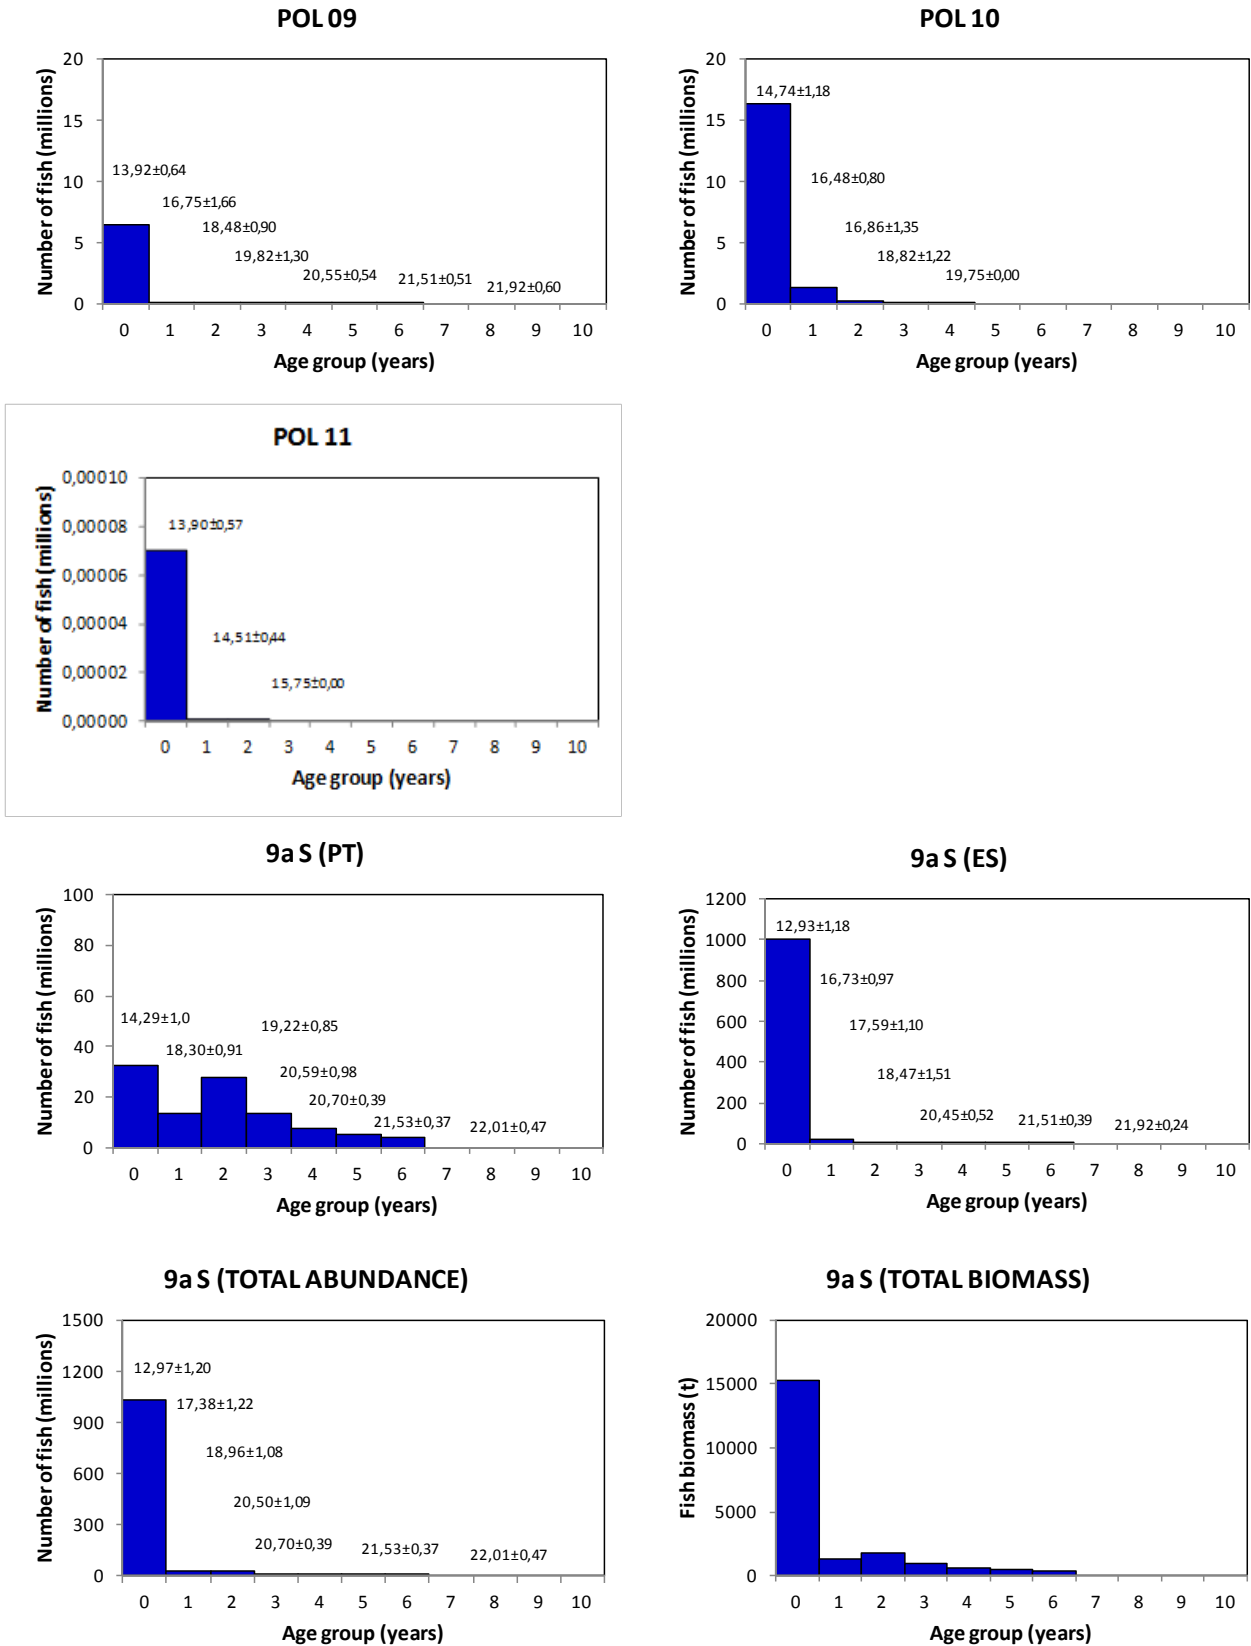 POL 09
Number of fish (millions)
20
15
10
5
0
13,92±0,64
16,75±1,66
18,48±0,90
19,82±1,30
20,55±0,54
21,51±0,51
21,92±0,60
0 1 2 3 4 5 6 7 8 9 10
Age group (years)
POL 10
Number of fish (millions)
20
15
10
5
0
14,74±1,18
16,48±0,80
16,86±1,35
18,82±1,22
19,75±0,00
0 1 2 3 4 5 6 7 8 9 10
Age group (years)
POL 11
Number of fish (millions)
0,00010
0,00008
0,00006
0,00004
0,00002
0,00000
13,90±0,57
14,51±0,44
15,75±0,00
0 1 2 3 4 5 6 7 8 9 10
Age group (years)
9a S (PT)
Number of fish (millions)
100
80
60
40
20
0
14,29±1,0
18,30±0,91
19,22±0,85
20,59±0,98
20,70±0,39
21,53±0,37
22,01±0,47
0 1 2 3 4 5 6 7 8 9 10
Age group (years)
9a S (ES)
Number of fish (millions)
1200
1000
800
600
400
200
0
12,93±1,18
16,73±0,97
17,59±1,10
18,47±1,51
20,45±0,52
21,51±0,39
21,92±0,24
0 1 2 3 4 5 6 7 8 9 10
Age group (years)
9a S (TOTAL ABUNDANCE)
Number of fish (millions)
1500
1200
900
600
300
0
12,97±1,20
17,38±1,22
18,96±1,08
20,50±1,09
20,70±0,39
21,53±0,37
22,01±0,47
0 1 2 3 4 5 6 7 8 9 10
Age group (years)
9a S (TOTAL BIOMASS)
Fish biomass (t)
20000
15000
10000
5000
0
0 1 2 3 4 5 6 7 8 9 10
Age group (years)